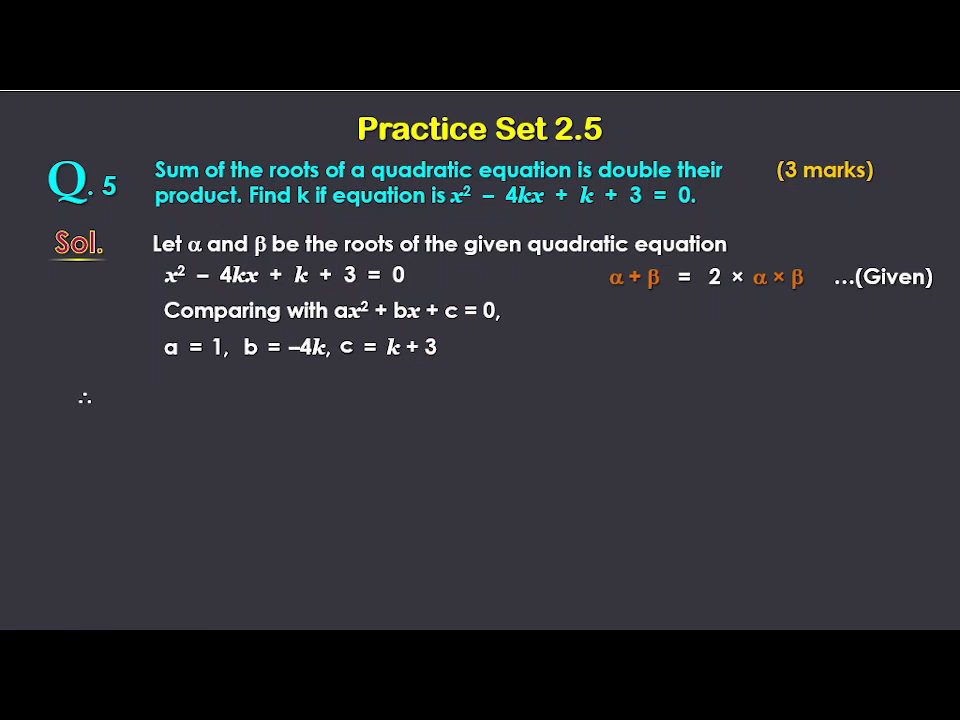 Practice Set 2.5
Q. 5 Sum of the roots of a quadratic equation is double their (3 marks)
product. Find k if equation is x² – 4kx + k + 3 = 0.
Sol. Let α and β be the roots of the given quadratic equation
x² – 4kx + k + 3 = 0 α + β = 2 × α × β ...(Given)
Comparing with ax² + bx + c = 0,
a = 1, b = –4k, c = k + 3
∴